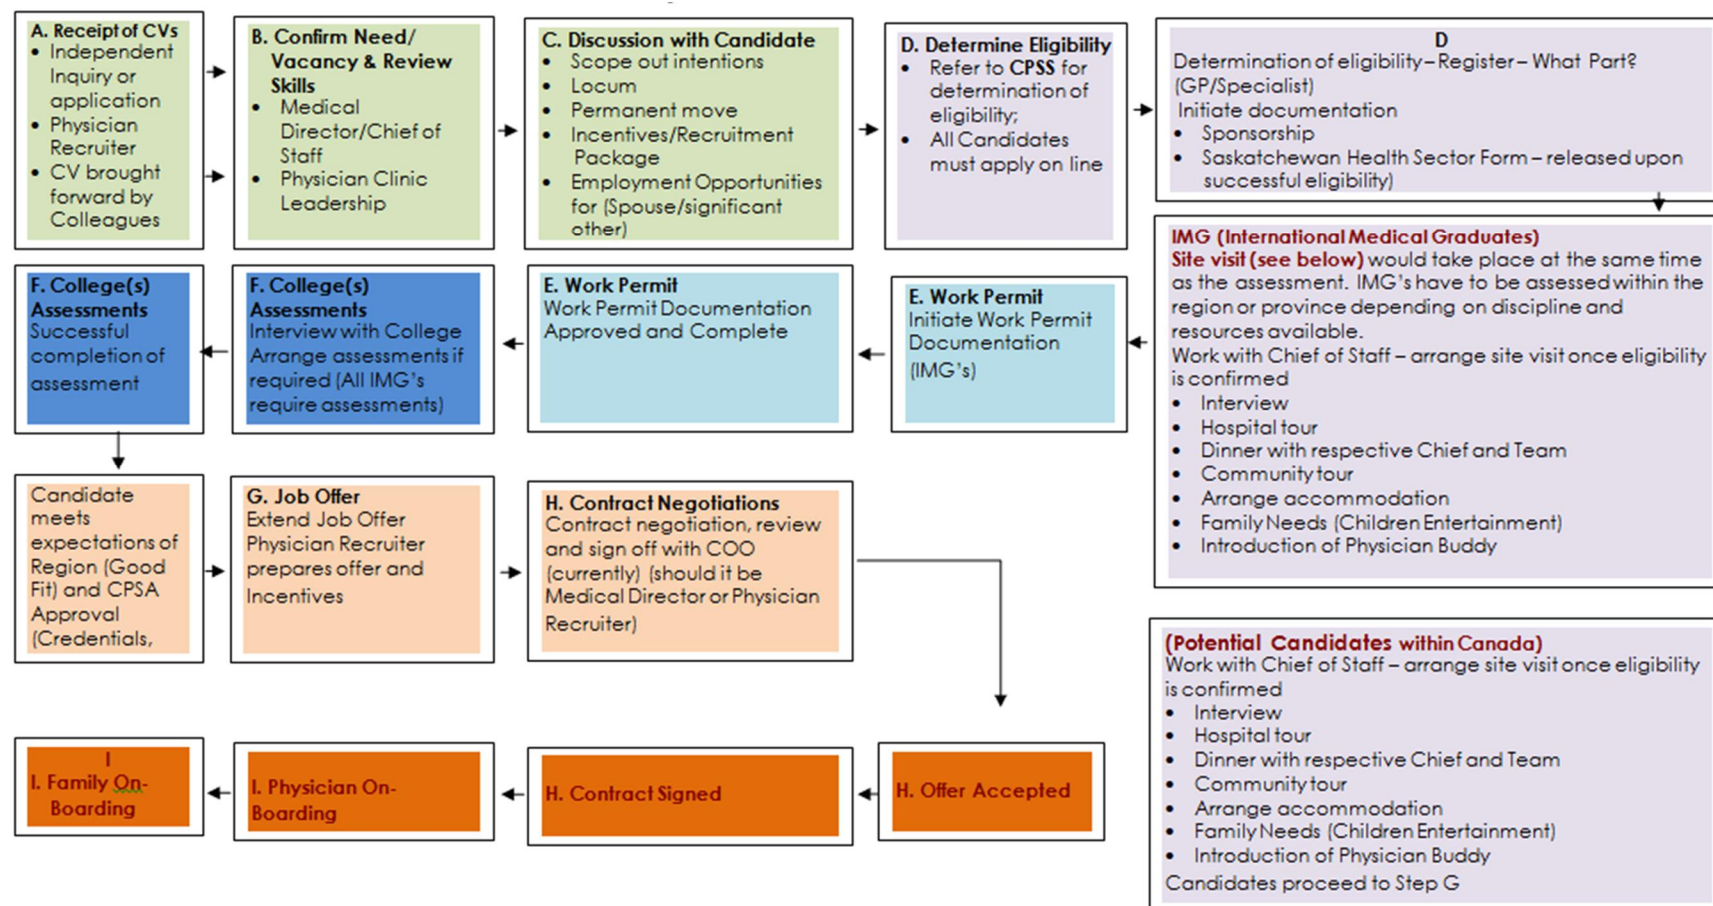 A. Receipt of CVs
• Independent
Inquiry or
application
• Physician
Recruiter
• CV brought
forward by
Colleagues
B. Confirm Need/
Vacancy & Review
Skills
• Medical
Director/Chief of
Staff
• Physician Clinic
Leadership
C. Discussion with Candidate
• Scope out intentions
• Locum
• Permanent move
• Incentives/Recruitment
Package
• Employment Opportunities
for (Spouse/significant
other)
D. Determine Eligibility
• Refer to CPSS for
determination of
eligibility;
• All Candidates
must apply on line
D
Determination of eligibility – Register – What Part?
(GP/Specialist)
Initiate documentation
• Sponsorship
• Saskatchewan Health Sector Form – released upon
successful eligibility)
IMG (International Medical Graduates)
Site visit (see below) would take place at the same time
as the assessment. IMG's have to be assessed within the
region or province depending on discipline and
resources available.
Work with Chief of Staff – arrange site visit once eligibility
is confirmed
• Interview
• Hospital tour
• Dinner with respective Chief and Team
• Community tour
• Arrange accommodation
• Family Needs (Children Entertainment)
• Introduction of Physician Buddy
E. Work Permit
Initiate Work Permit
Documentation
(IMG's)
E. Work Permit
Work Permit Documentation
Approved and Complete
F. College(s)
Assessments
Interview with College
Arrange assessments if
required (All IMG's
require assessments)
F. College(s)
Assessments
Successful
completion of
assessment
Candidate
meets
expectations of
Region (Good
Fit) and CPSA
Approval
(Credentials,
G. Job Offer
Extend Job Offer
Physician Recruiter
prepares offer and
Incentives
H. Contract Negotiations
Contract negotiation, review
and sign off with COO
(currently) (should it be
Medical Director or Physician
Recruiter)
(Potential Candidates within Canada)
Work with Chief of Staff – arrange site visit once eligibility
is confirmed
• Interview
• Hospital tour
• Dinner with respective Chief and Team
• Community tour
• Arrange accommodation
• Family Needs (Children Entertainment)
• Introduction of Physician Buddy
Candidates proceed to Step G
H. Offer Accepted
H. Contract Signed
I. Physician On-
Boarding
I
I. Family On-
Boarding